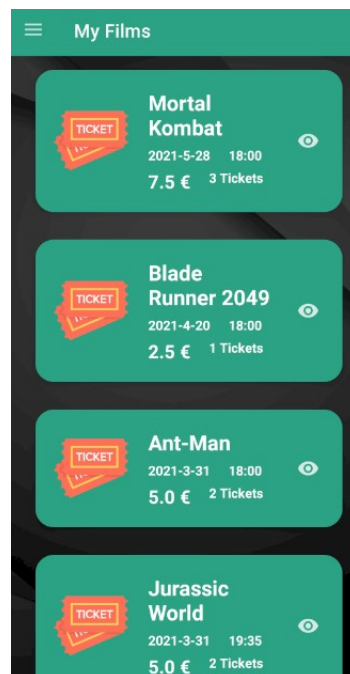 My Films
TICKET
Mortal
Kombat
2021-5-28 18:00
7.5 € 3 Tickets
TICKET
Blade
Runner 2049
2021-4-20 18:00
2.5 € 1 Tickets
TICKET
Ant-Man
2021-3-31 18:00
5.0 € 2 Tickets
TICKET
Jurassic
World
2021-3-31 19:35
5.0 € 2 Tickets